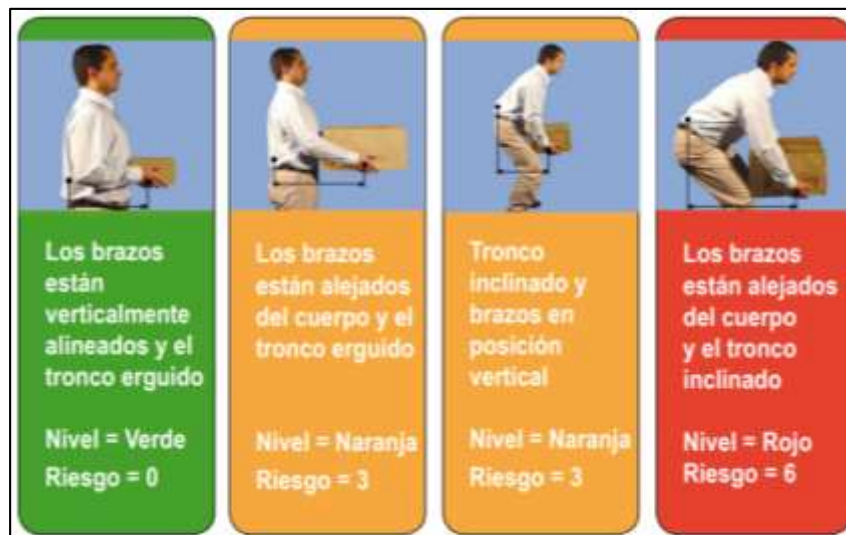 Los brazos
están
verticalmente
alineados y el
tronco erguido
Nivel = Verde
Riesgo = 0
Los brazos
están alejados
del cuerpo y el
tronco erguido
Nivel = Naranja
Riesgo = 3
Tronco
inclinado y
brazos en
posición
vertical
Nivel = Naranja
Riesgo = 3
Los brazos
están alejados
del cuerpo
y el tronco
inclinado
Nivel = Rojo
Riesgo = 6